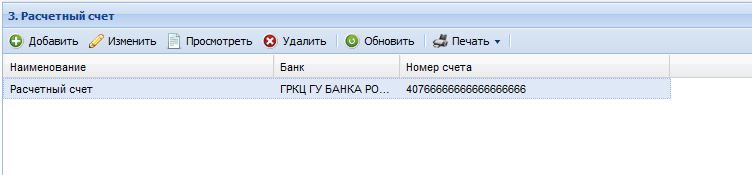 3. Расчетный счет
Добавить Изменить Просмотреть Удалить Обновить Печать
Наименование Банк Номер счета
Расчетный счет ГРКЦ ГУ БАНКА РО... 40766666666666666666